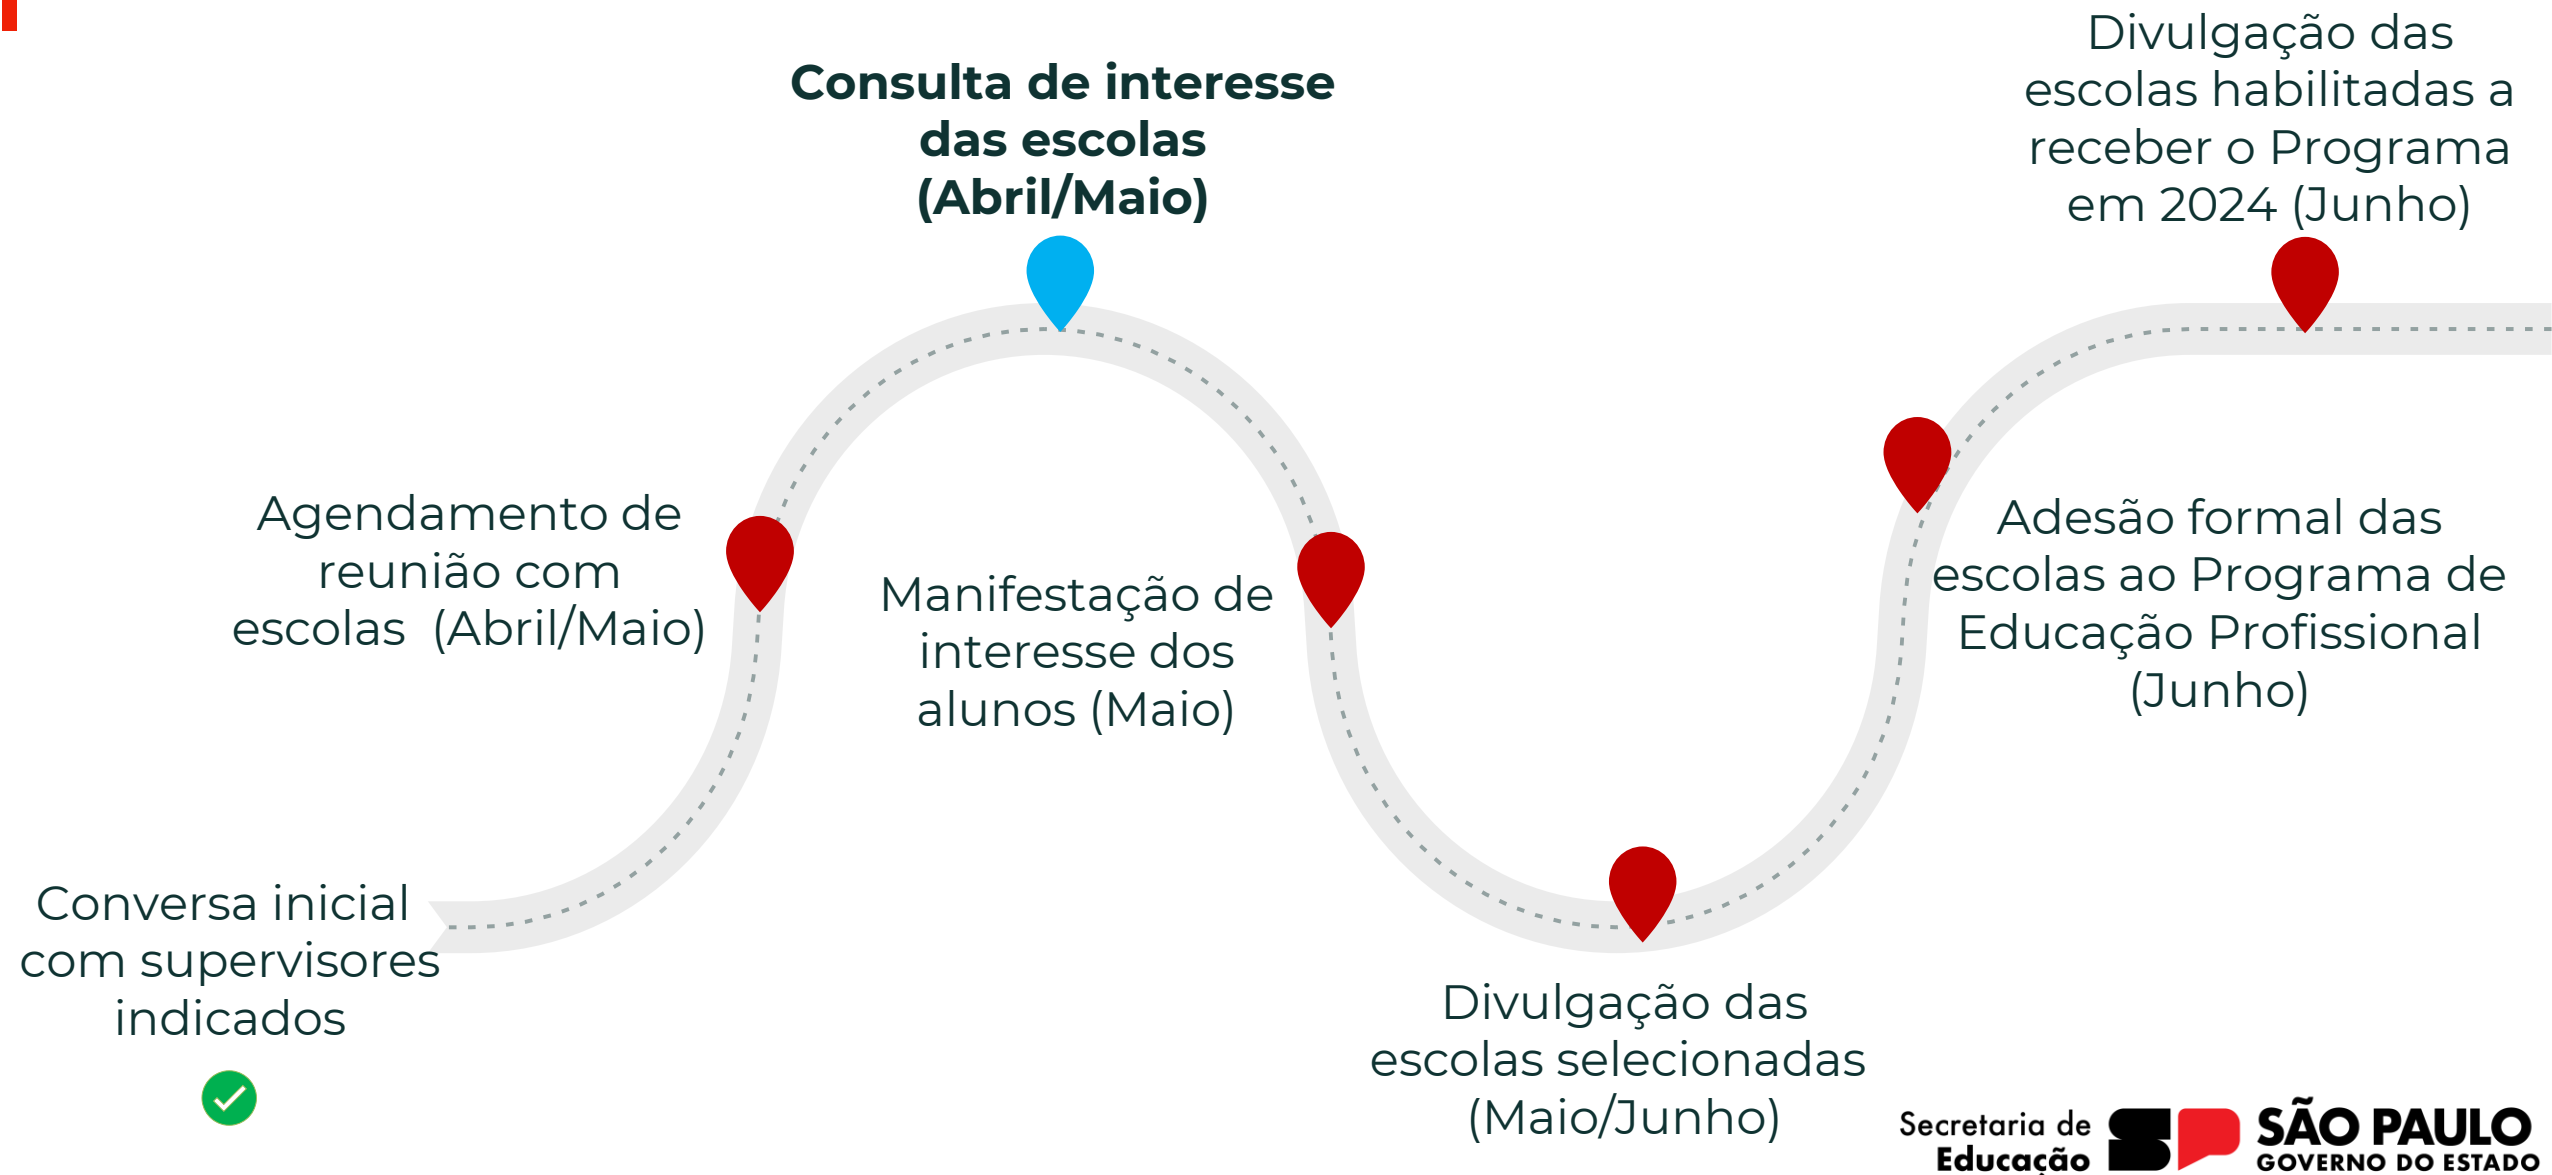 Conversa inicial
com supervisores
indicados
Agendamento de
reunião com
escolas (Abril/Maio)
Consulta de interesse
das escolas
(Abril/Maio)
Manifestação de
interesse dos
alunos (Maio)
Divulgação das
escolas selecionadas
(Maio/Junho)
Adesão formal das
escolas ao Programa de
Educação Profissional
(Junho)
Divulgação das
escolas habilitadas a
receber o Programa
em 2024 (Junho)
Secretaria de
Educação
SP
SÃO PAULO
GOVERNO DO ESTADO